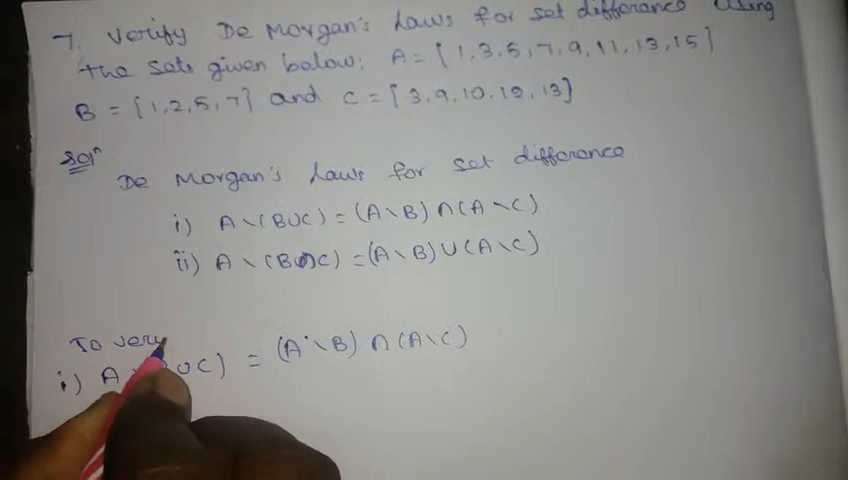 7. Verify De Morgan's Laws for set difference using
the sets given below: A = {1,3,5,7,9,11,13,15}
B = {1,2,5,7} and C = {3,9,10,12,13}
Solⁿ
De Morgan's Laws for set difference
i) A \ (B∪C) = (A \ B) ∩ (A \ C)
ii) A \ (B∩C) = (A \ B) ∪ (A \ C)
To very
i) A \ (B∪C) = (A \ B) ∩ (A \ C)